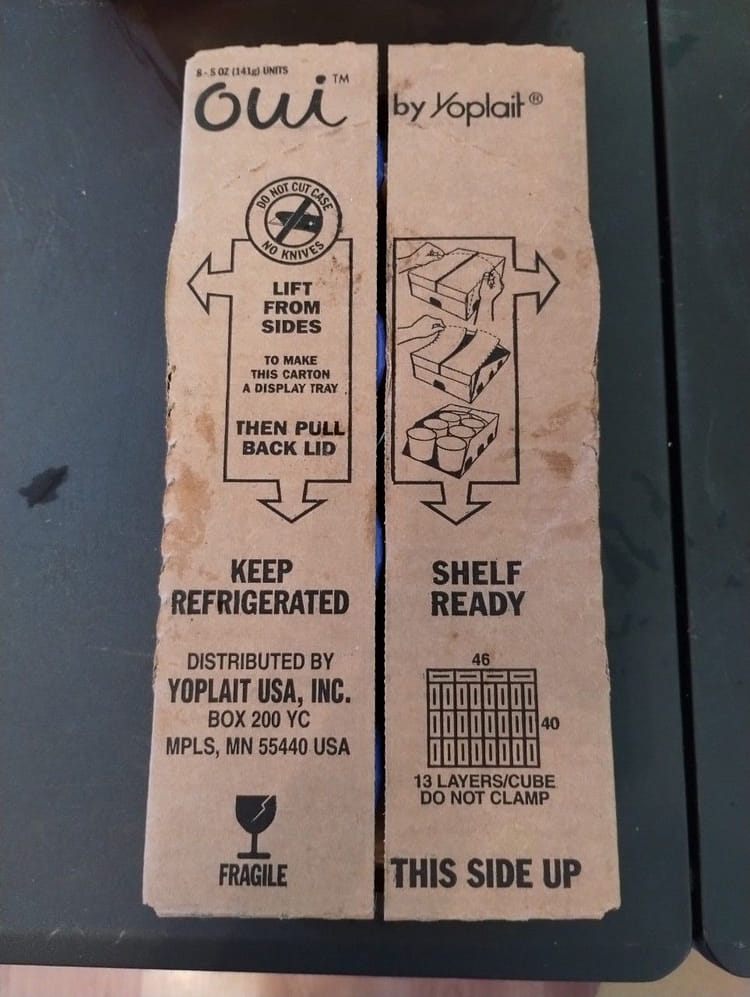 8 - 5 OZ (141g) UNITS
Oui™
by Yoplait®
DO NOT CUT CASE
NO KNIVES
LIFT
FROM
SIDES
TO MAKE
THIS CARTON
A DISPLAY TRAY
THEN PULL
BACK LID
KEEP
REFRIGERATED
DISTRIBUTED BY
YOPLAIT USA, INC.
BOX 200 YC
MPLS, MN 55440 USA
FRAGILE
SHELF
READY
46
40
13 LAYERS/CUBE
DO NOT CLAMP
THIS SIDE UP